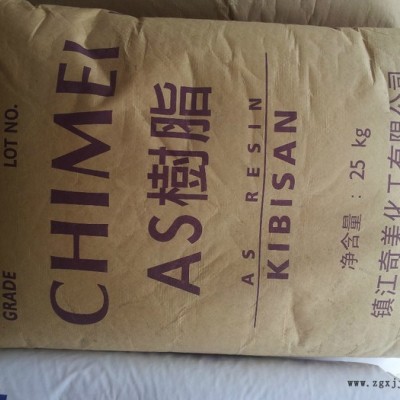 GRADE
LOT NO.
CHIMEI
AS樹脂
AS RESIN
KIBISAN
净含量：25 kg
镇江奇美化工有限公司